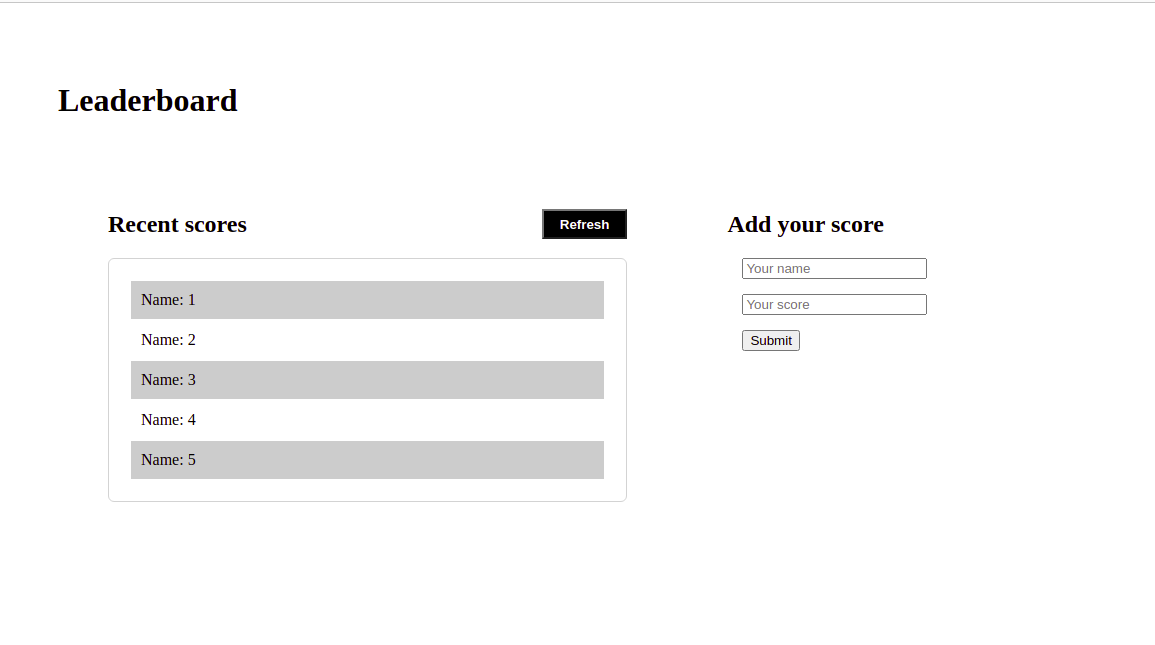 Leaderboard
Recent scores
Refresh
Name: 1
Name: 2
Name: 3
Name: 4
Name: 5
Add your score
Your name
Your score
Submit